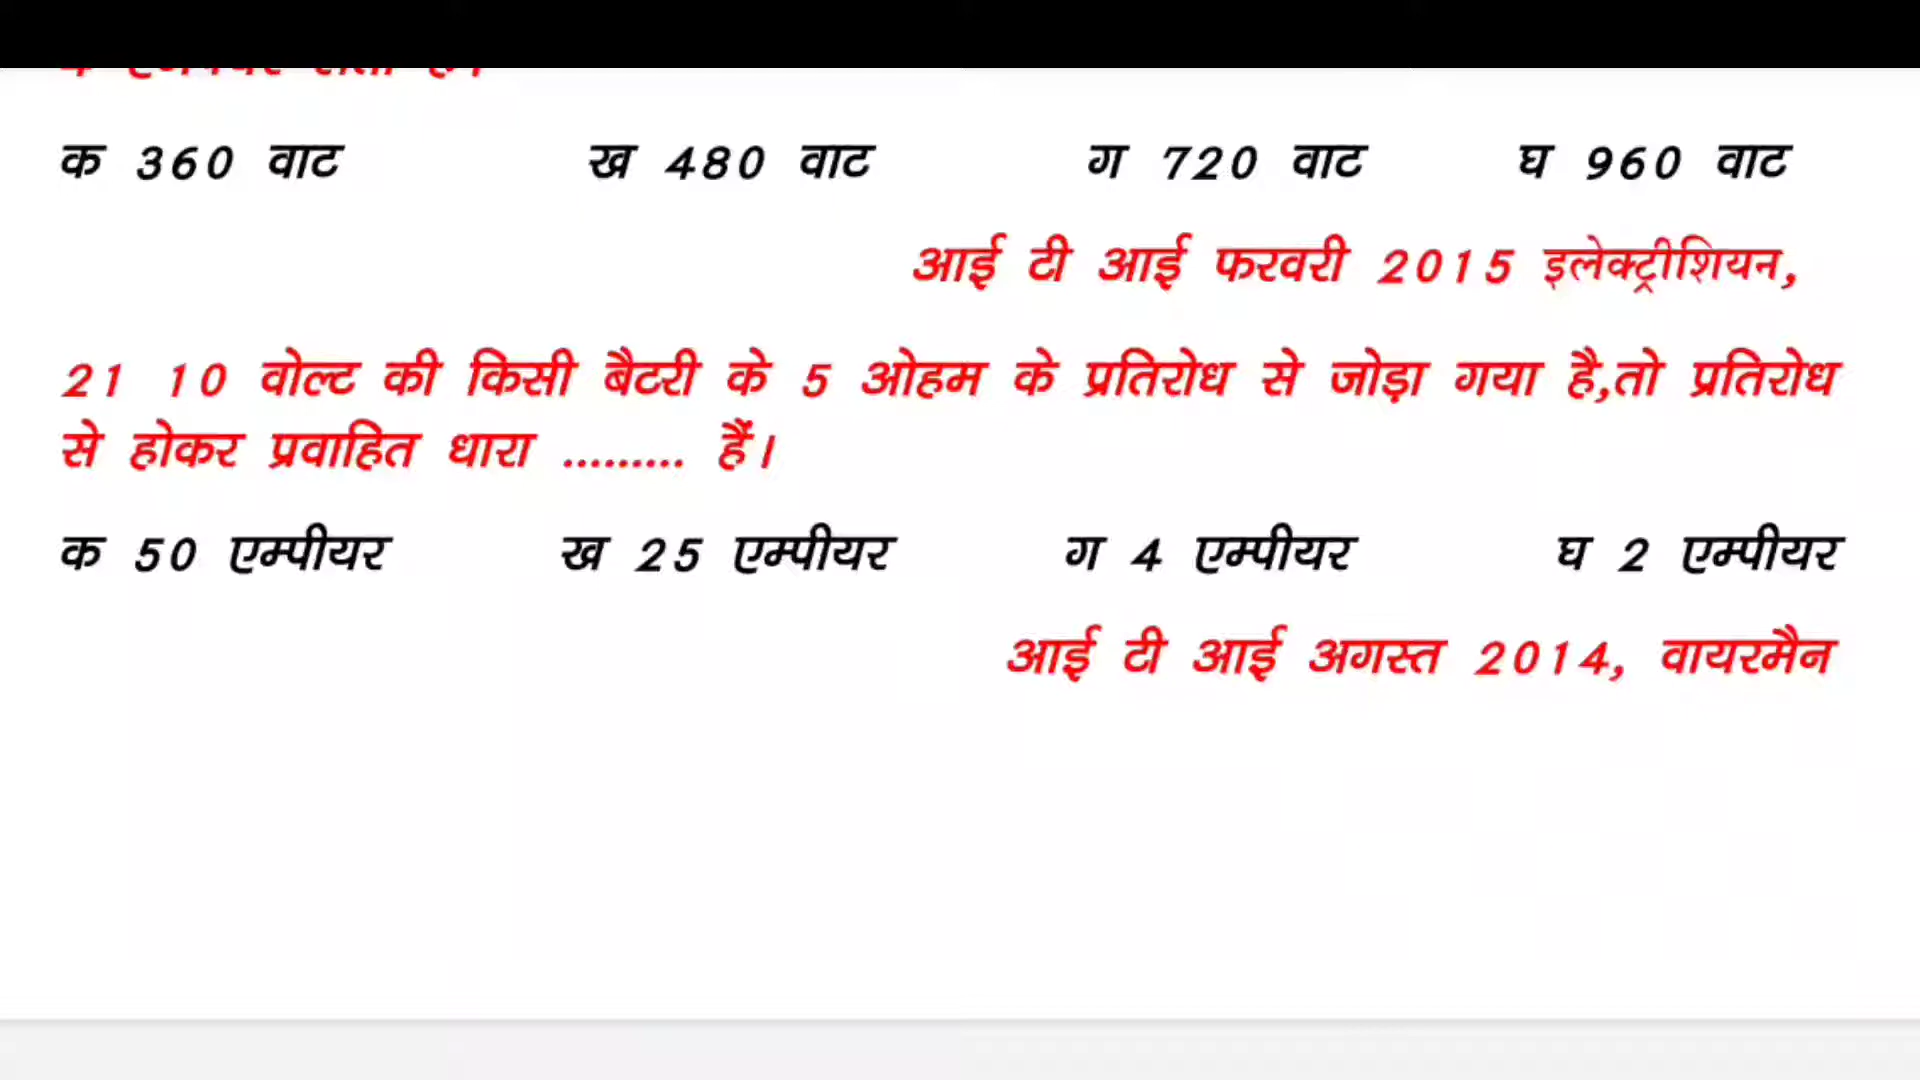 क 360 वाट ख 480 वाट ग 720 वाट घ 960 वाट
आई टी आई फरवरी 2015 इलेक्ट्रीशियन,
21 10 वोल्ट की किसी बैटरी के 5 ओहम के प्रतिरोध से जोड़ा गया है,तो प्रतिरोध
से होकर प्रवाहित धारा ......... हैं।
क 50 एम्पीयर ख 25 एम्पीयर ग 4 एम्पीयर घ 2 एम्पीयर
आई टी आई अगस्त 2014, वायरमैन